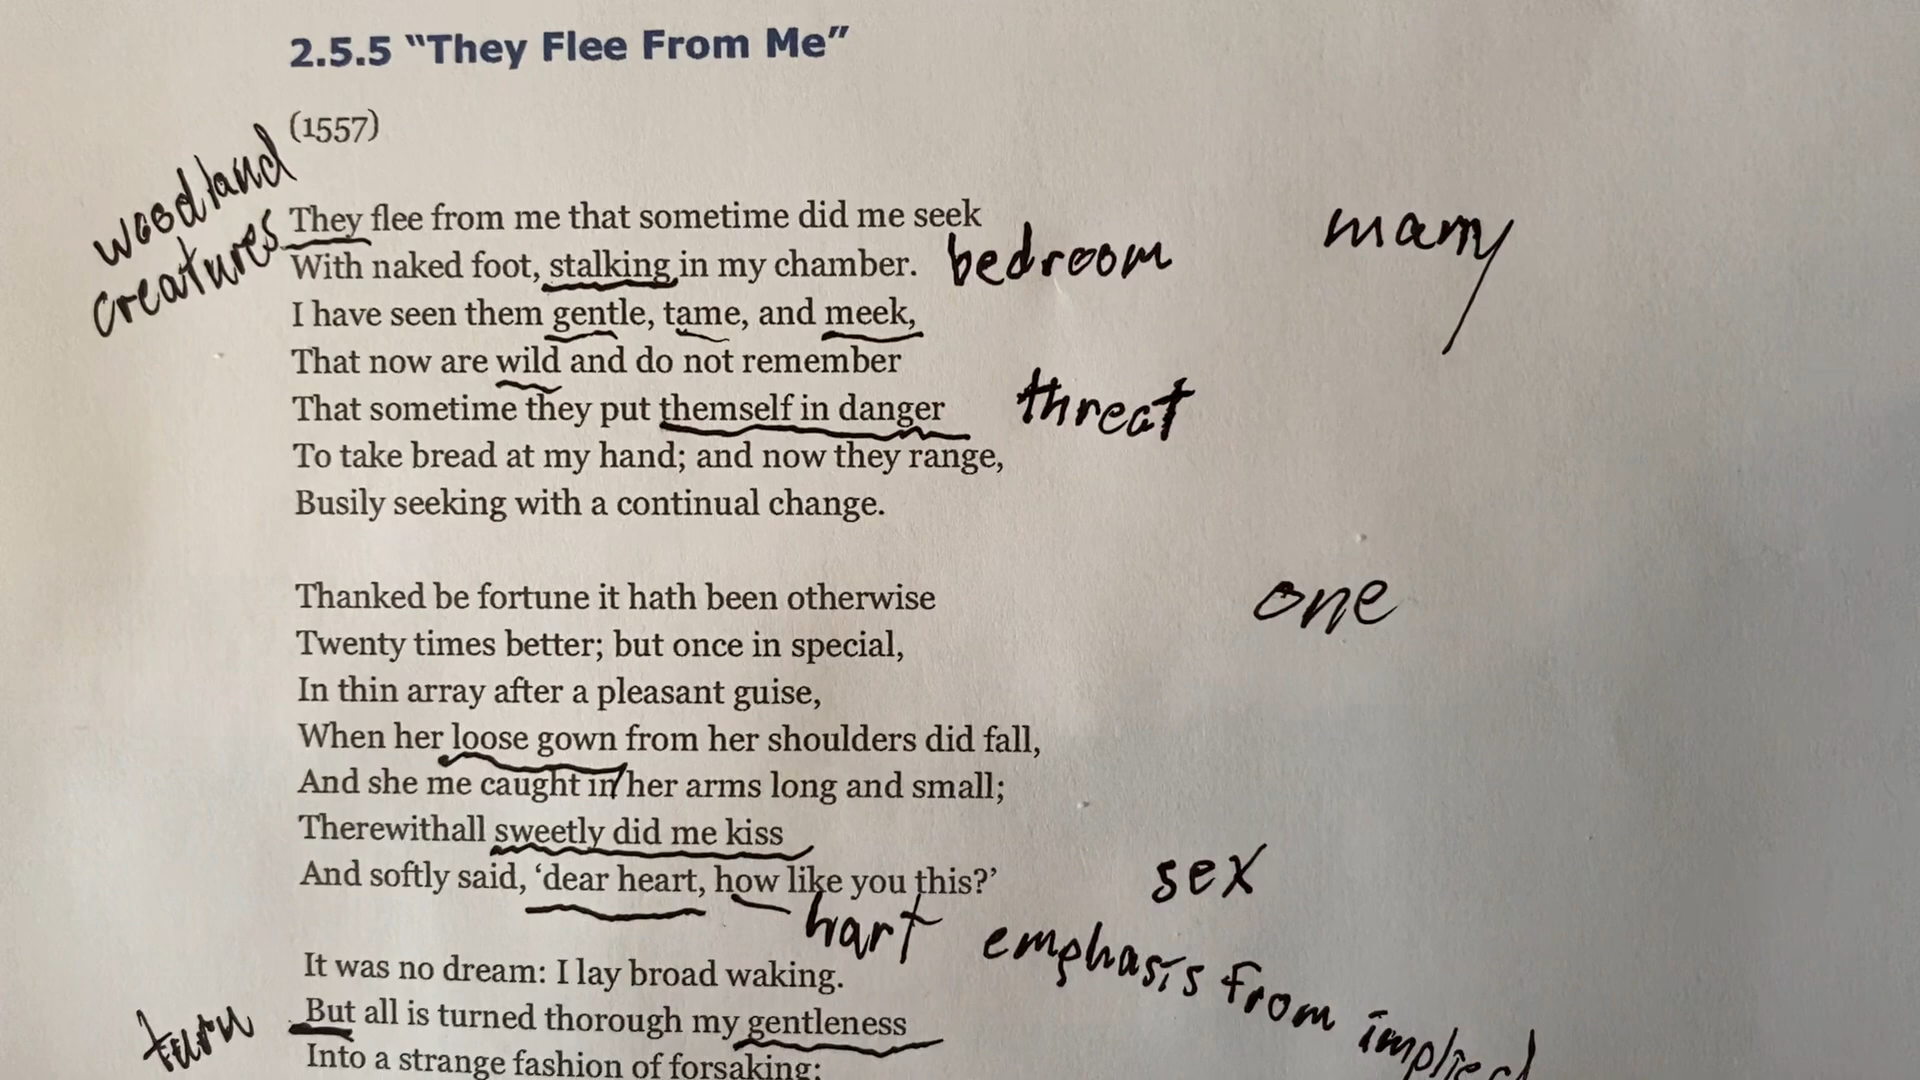 2.5.5 “They Flee From Me”
(1557)
woodland
creatures
They flee from me that sometime did me seek
With naked foot, stalking in my chamber.
bedroom
many
I have seen them gentle, tame, and meek,
That now are wild and do not remember
That sometime they put themself in danger
threat
To take bread at my hand; and now they range,
Busily seeking with a continual change.
Thanked be fortune it hath been otherwise
one
Twenty times better; but once in special,
In thin array after a pleasant guise,
When her loose gown from her shoulders did fall,
And she me caught in her arms long and small;
Therewithall sweetly did me kiss
And softly said, ‘dear heart, how like you this?’
sex
hart
emphasis from implied
It was no dream: I lay broad waking.
turn
But all is turned thorough my gentleness
Into a strange fashion of forsaking;